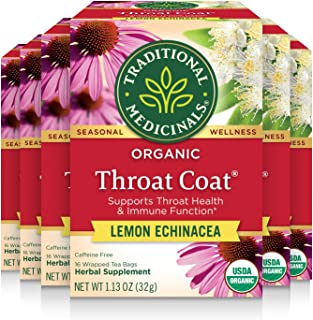 TRADITIONAL
MEDICINALS®
SEASONAL WELLNESS
ORGANIC
Throat Coat®
Supports Throat Health
& Immune Function*
LEMON ECHINACEA
Caffeine Free
16 Wrapped Tea Bags
Herbal Supplement
NET WT 1.13 OZ (32g)
USDA
ORGANIC